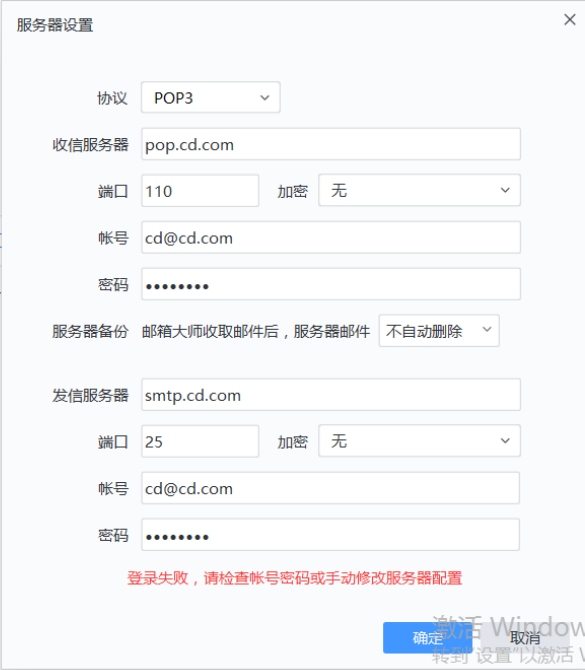 服务器设置
协议 POP3
收信服务器 pop.cd.com
端口 110 加密 无
帐号 cd@cd.com
密码 ••••••••
服务器备份 邮箱大师收取邮件后，服务器邮件 不自动删除
发信服务器 smtp.cd.com
端口 25 加密 无
帐号 cd@cd.com
密码 ••••••••
登录失败，请检查帐号密码或手动修改服务器配置
激活 Window
确定 取消
转到"设置"以激活